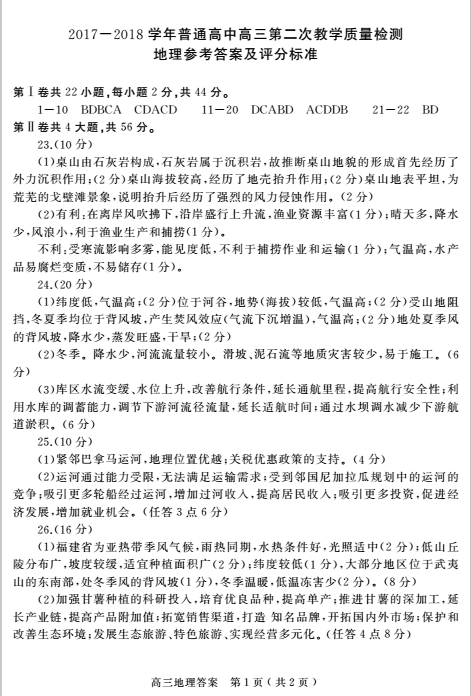 2017－2018 学年普通高中高三第二次教学质量检测
地理参考答案及评分标准
第Ⅰ卷共 22 小题,每小题 2 分,共 44 分。
1－10 BDBCA CDACD 11－20 DCABD ACDDB 21－22 BD
第Ⅱ卷共 4 大题,共 56 分。
23.(10 分)
(1)桌山由石灰岩构成,石灰岩属于沉积岩,故推断桌山地貌的形成首先经历了
外力沉积作用;(2 分)桌山海拔较高,经历了地壳抬升作用;(2 分)桌山地表平坦,为
荒芜的戈壁滩景象,说明抬升后经历了强烈的风力侵蚀作用。(2 分)
(2)有利:在离岸风吹拂下,沿岸盛行上升流,渔业资源丰富(1 分);晴天多,降水
少,风浪小,利于渔业生产和捕捞(1 分)。
不利:受寒流影响多雾,能见度低,不利于捕捞作业和运输(1 分);气温高,水产
品易腐烂变质,不易储存(1 分)。
24.(20 分)
(1)纬度低,气温高;(2 分)位于河谷,地势(海拔)较低,气温高;(2 分)受山地阻
挡,冬夏季均位于背风坡,产生焚风效应(气流下沉增温),气温高;(2 分)地处夏季风
的背风坡,降水少,蒸发旺盛,干旱;(2 分)
(2)冬季。降水少,河流流量较小。滑坡、泥石流等地质灾害较少,易于施工。(6
分)
(3)库区水流变缓、水位上升,改善航行条件,延长通航里程,提高航行安全性;利
用水库的调蓄能力,调节下游河流径流量,延长适航时间;通过水坝调水减少下游航
道淤积。(6 分)
25.(10 分)
(1)紧邻巴拿马运河,地理位置优越;关税优惠政策的支持。(4 分)
(2)运河通过能力受限,无法满足运输需求;受到邻国尼加拉瓜规划中的运河的
竞争;吸引更多轮船经过运河,增加过河收入,提高居民收入;吸引更多投资,促进经
济发展,增加就业机会。(任答 3 点 6 分)
26.(16 分)
(1)福建省为亚热带季风气候,雨热同期,水热条件好,光照适中(2 分);低山丘
陵分布广,坡度较缓,适宜种植面积广(2 分);纬度较低(1 分),大部分地区位于武夷
山的东南部,处冬季风的背风坡(1 分),冬季温暖,低温冻害少(2 分)。(8 分)
(2)加强甘薯种植的科研投入,培育优良品种,提高单产;推进甘薯的深加工,延
长产业链,提高产品附加值;拓宽销售渠道,打造 知名品牌,开拓国内外市场;保护和
改善生态环境;发展生态旅游、特色旅游、实现经营多元化。(任答 4 点 8 分)
高三地理答案 第 1 页(共 2 页)